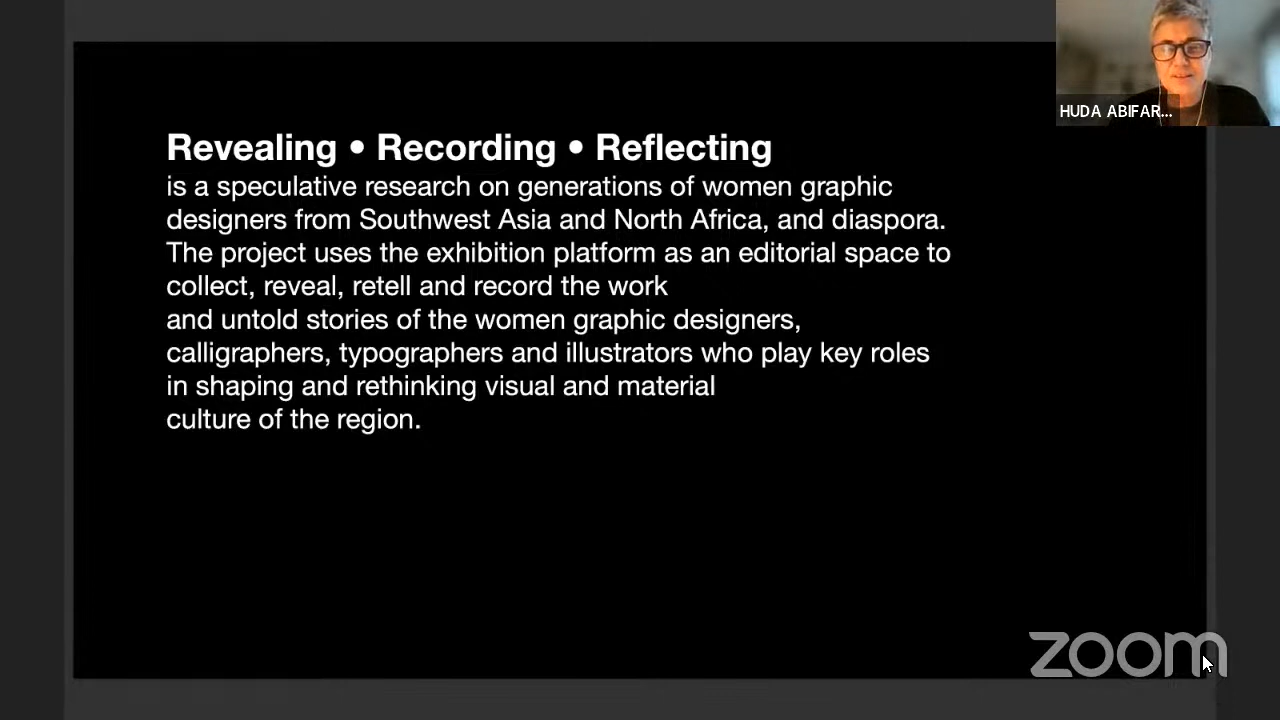 HUDA ABIFAR...
Revealing • Recording • Reflecting
is a speculative research on generations of women graphic
designers from Southwest Asia and North Africa, and diaspora.
The project uses the exhibition platform as an editorial space to
collect, reveal, retell and record the work
and untold stories of the women graphic designers,
calligraphers, typographers and illustrators who play key roles
in shaping and rethinking visual and material
culture of the region.
zoom